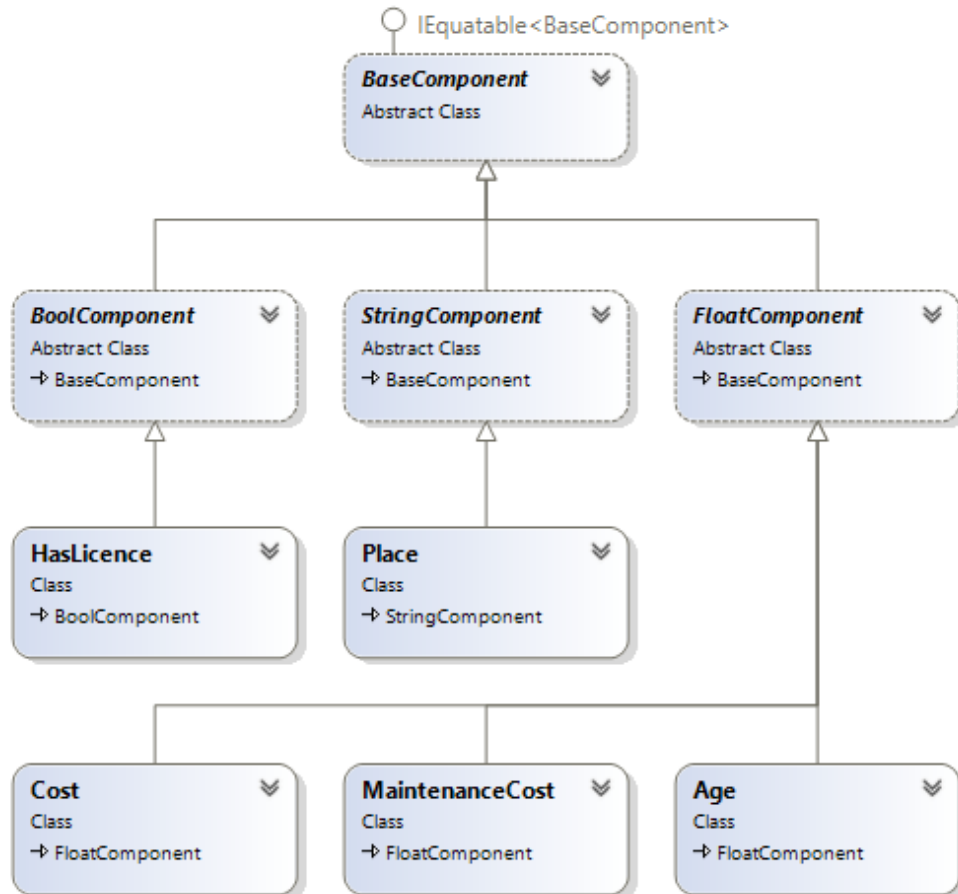 IEquatable<BaseComponent>
BaseComponent
Abstract Class
BoolComponent
Abstract Class
BaseComponent
StringComponent
Abstract Class
BaseComponent
FloatComponent
Abstract Class
BaseComponent
HasLicence
Class
BoolComponent
Place
Class
StringComponent
Cost
Class
FloatComponent
MaintenanceCost
Class
FloatComponent
Age
Class
FloatComponent